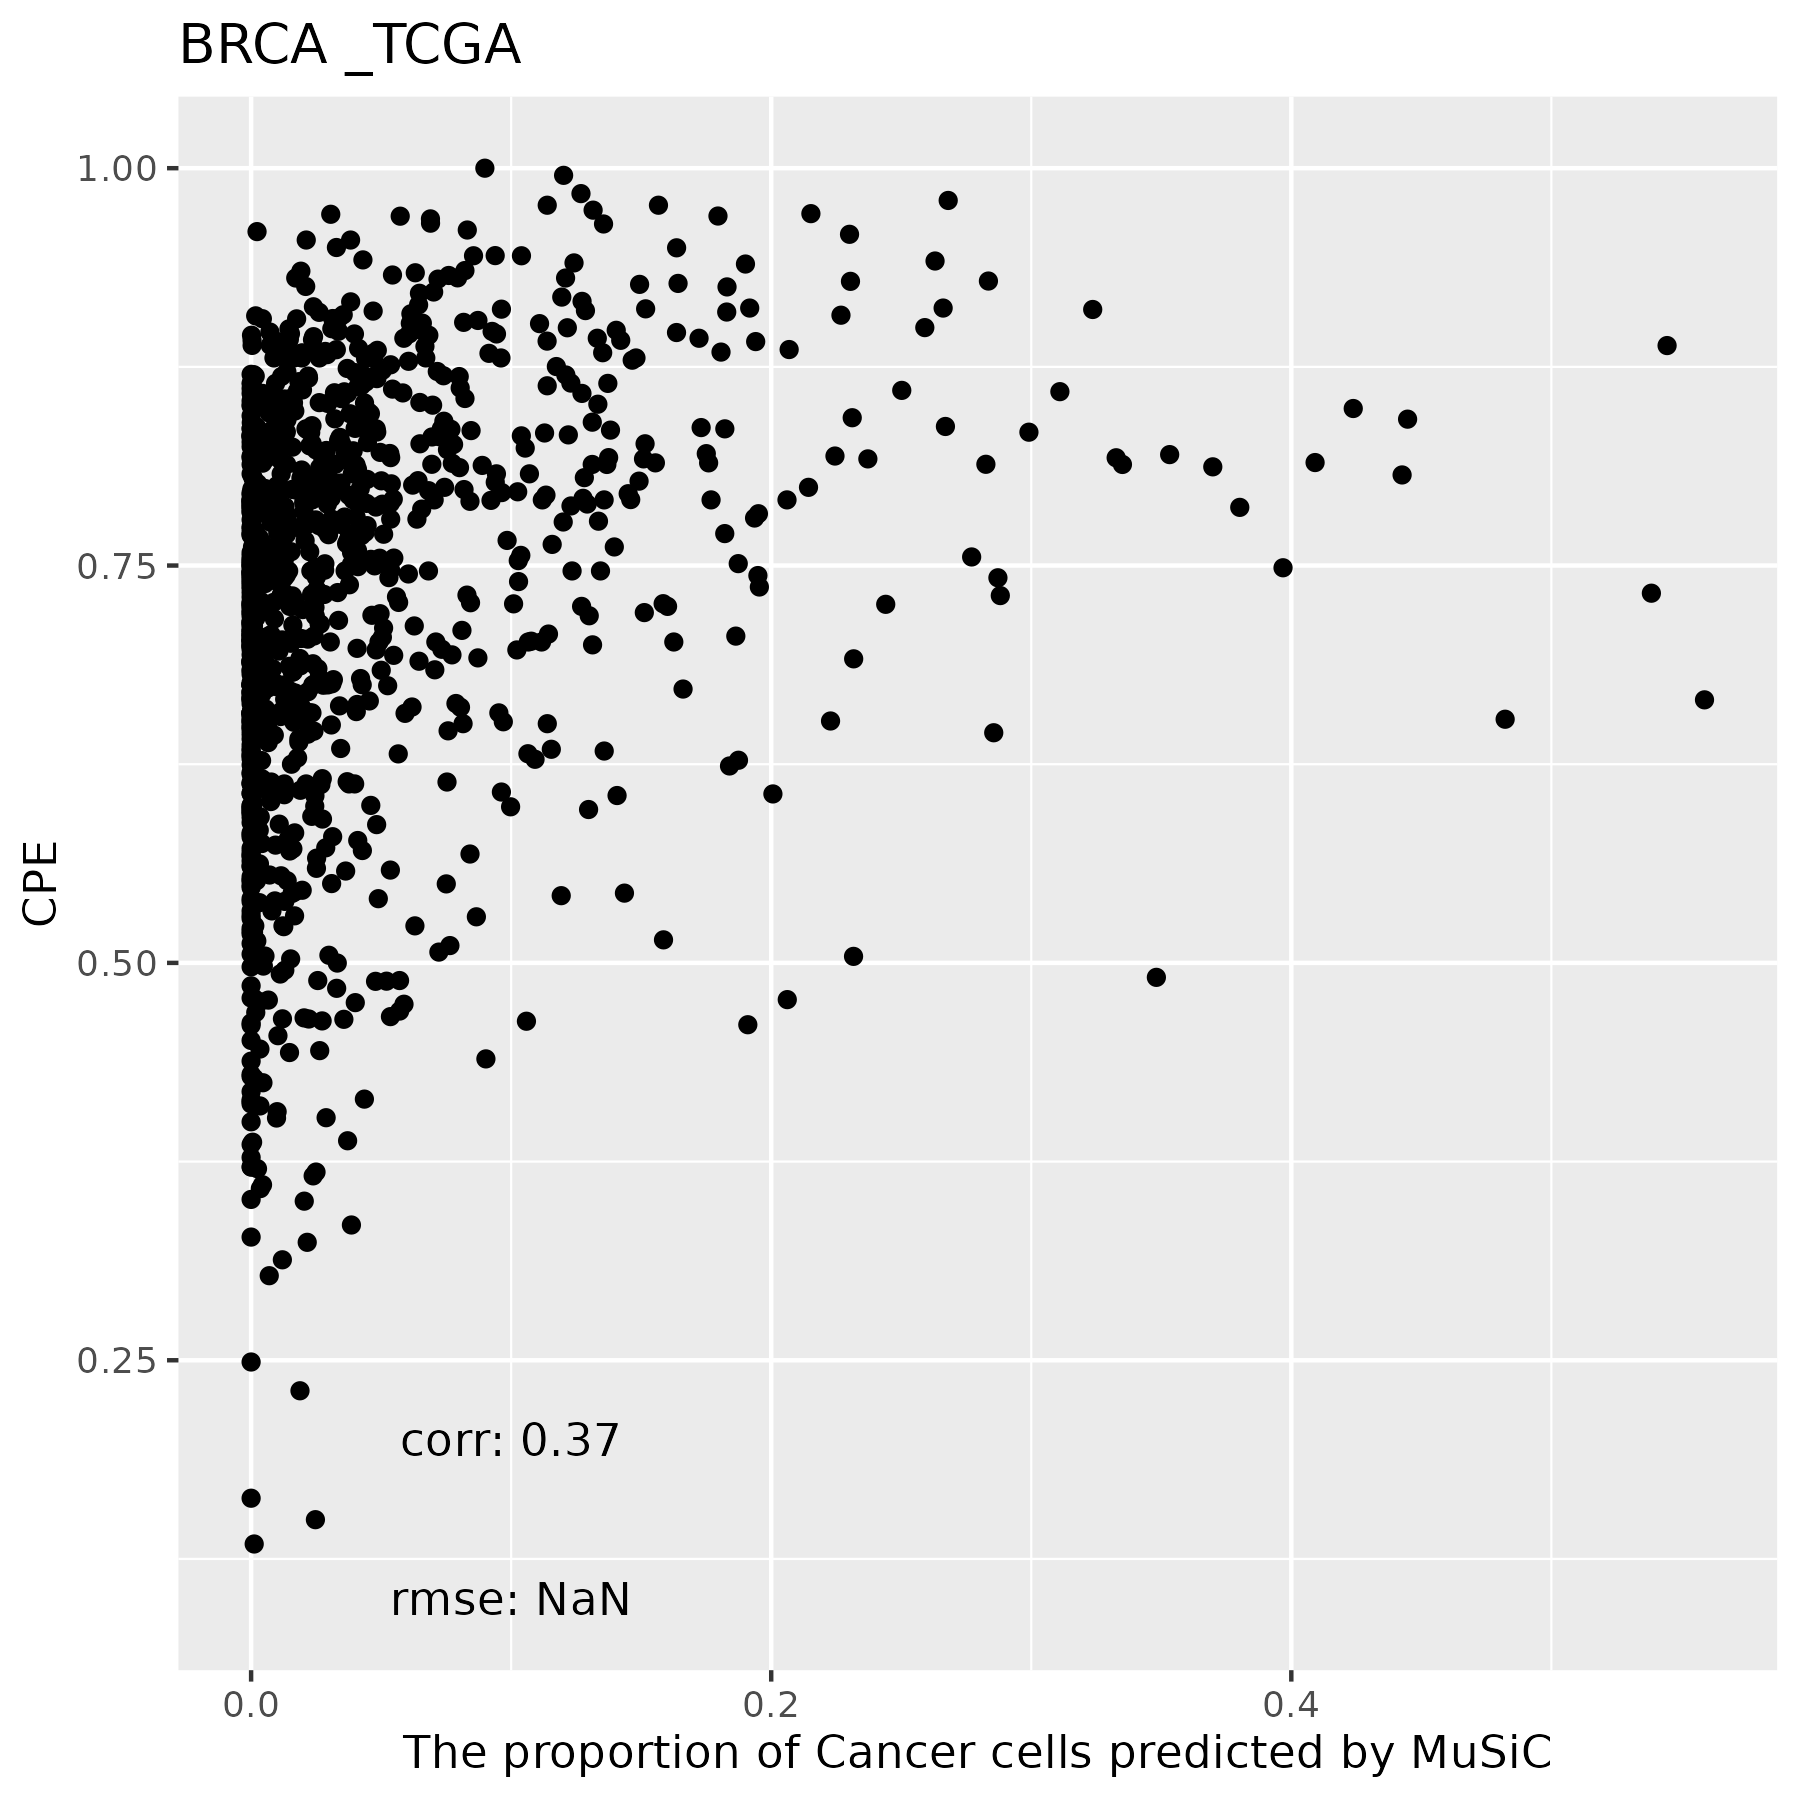 BRCA _TCGA
1.00
0.75
0.50
0.25
CPE
corr: 0.37
rmse: NaN
0.0 0.2 0.4
The proportion of Cancer cells predicted by MuSiC